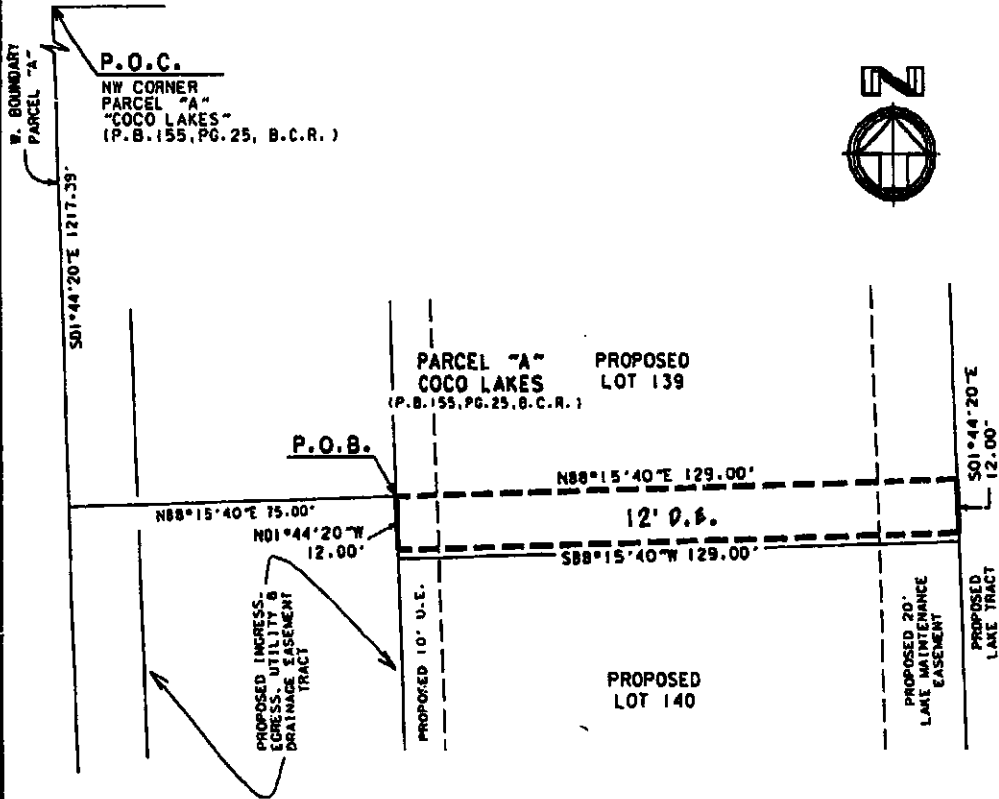 W. BOUNDARY
PARCEL "A"
P.O.C.
NW CORNER
PARCEL "A"
"COCO LAKES"
(P.B.155,PG.25, B.C.R.)
N
S01°44'20"E 1217.39'
PARCEL "A"
COCO LAKES
(P.B.155,PG.25,B.C.R.)
PROPOSED
LOT 139
S01°44'20"E
12.00'
P.O.B.
N88°15'40"E 129.00'
N88°15'40"E 75.00'
12' D.E.
N01°44'20"W
12.00'
S88°15'40"W 129.00'
PROPOSED INGRESS,
EGRESS, UTILITY &
DRAINAGE EASEMENT
TRACT
PROPOSED 10' U.E.
PROPOSED
LOT 140
PROPOSED 20'
LAKE MAINTENANCE
EASEMENT
PROPOSED
LAKE TRACT